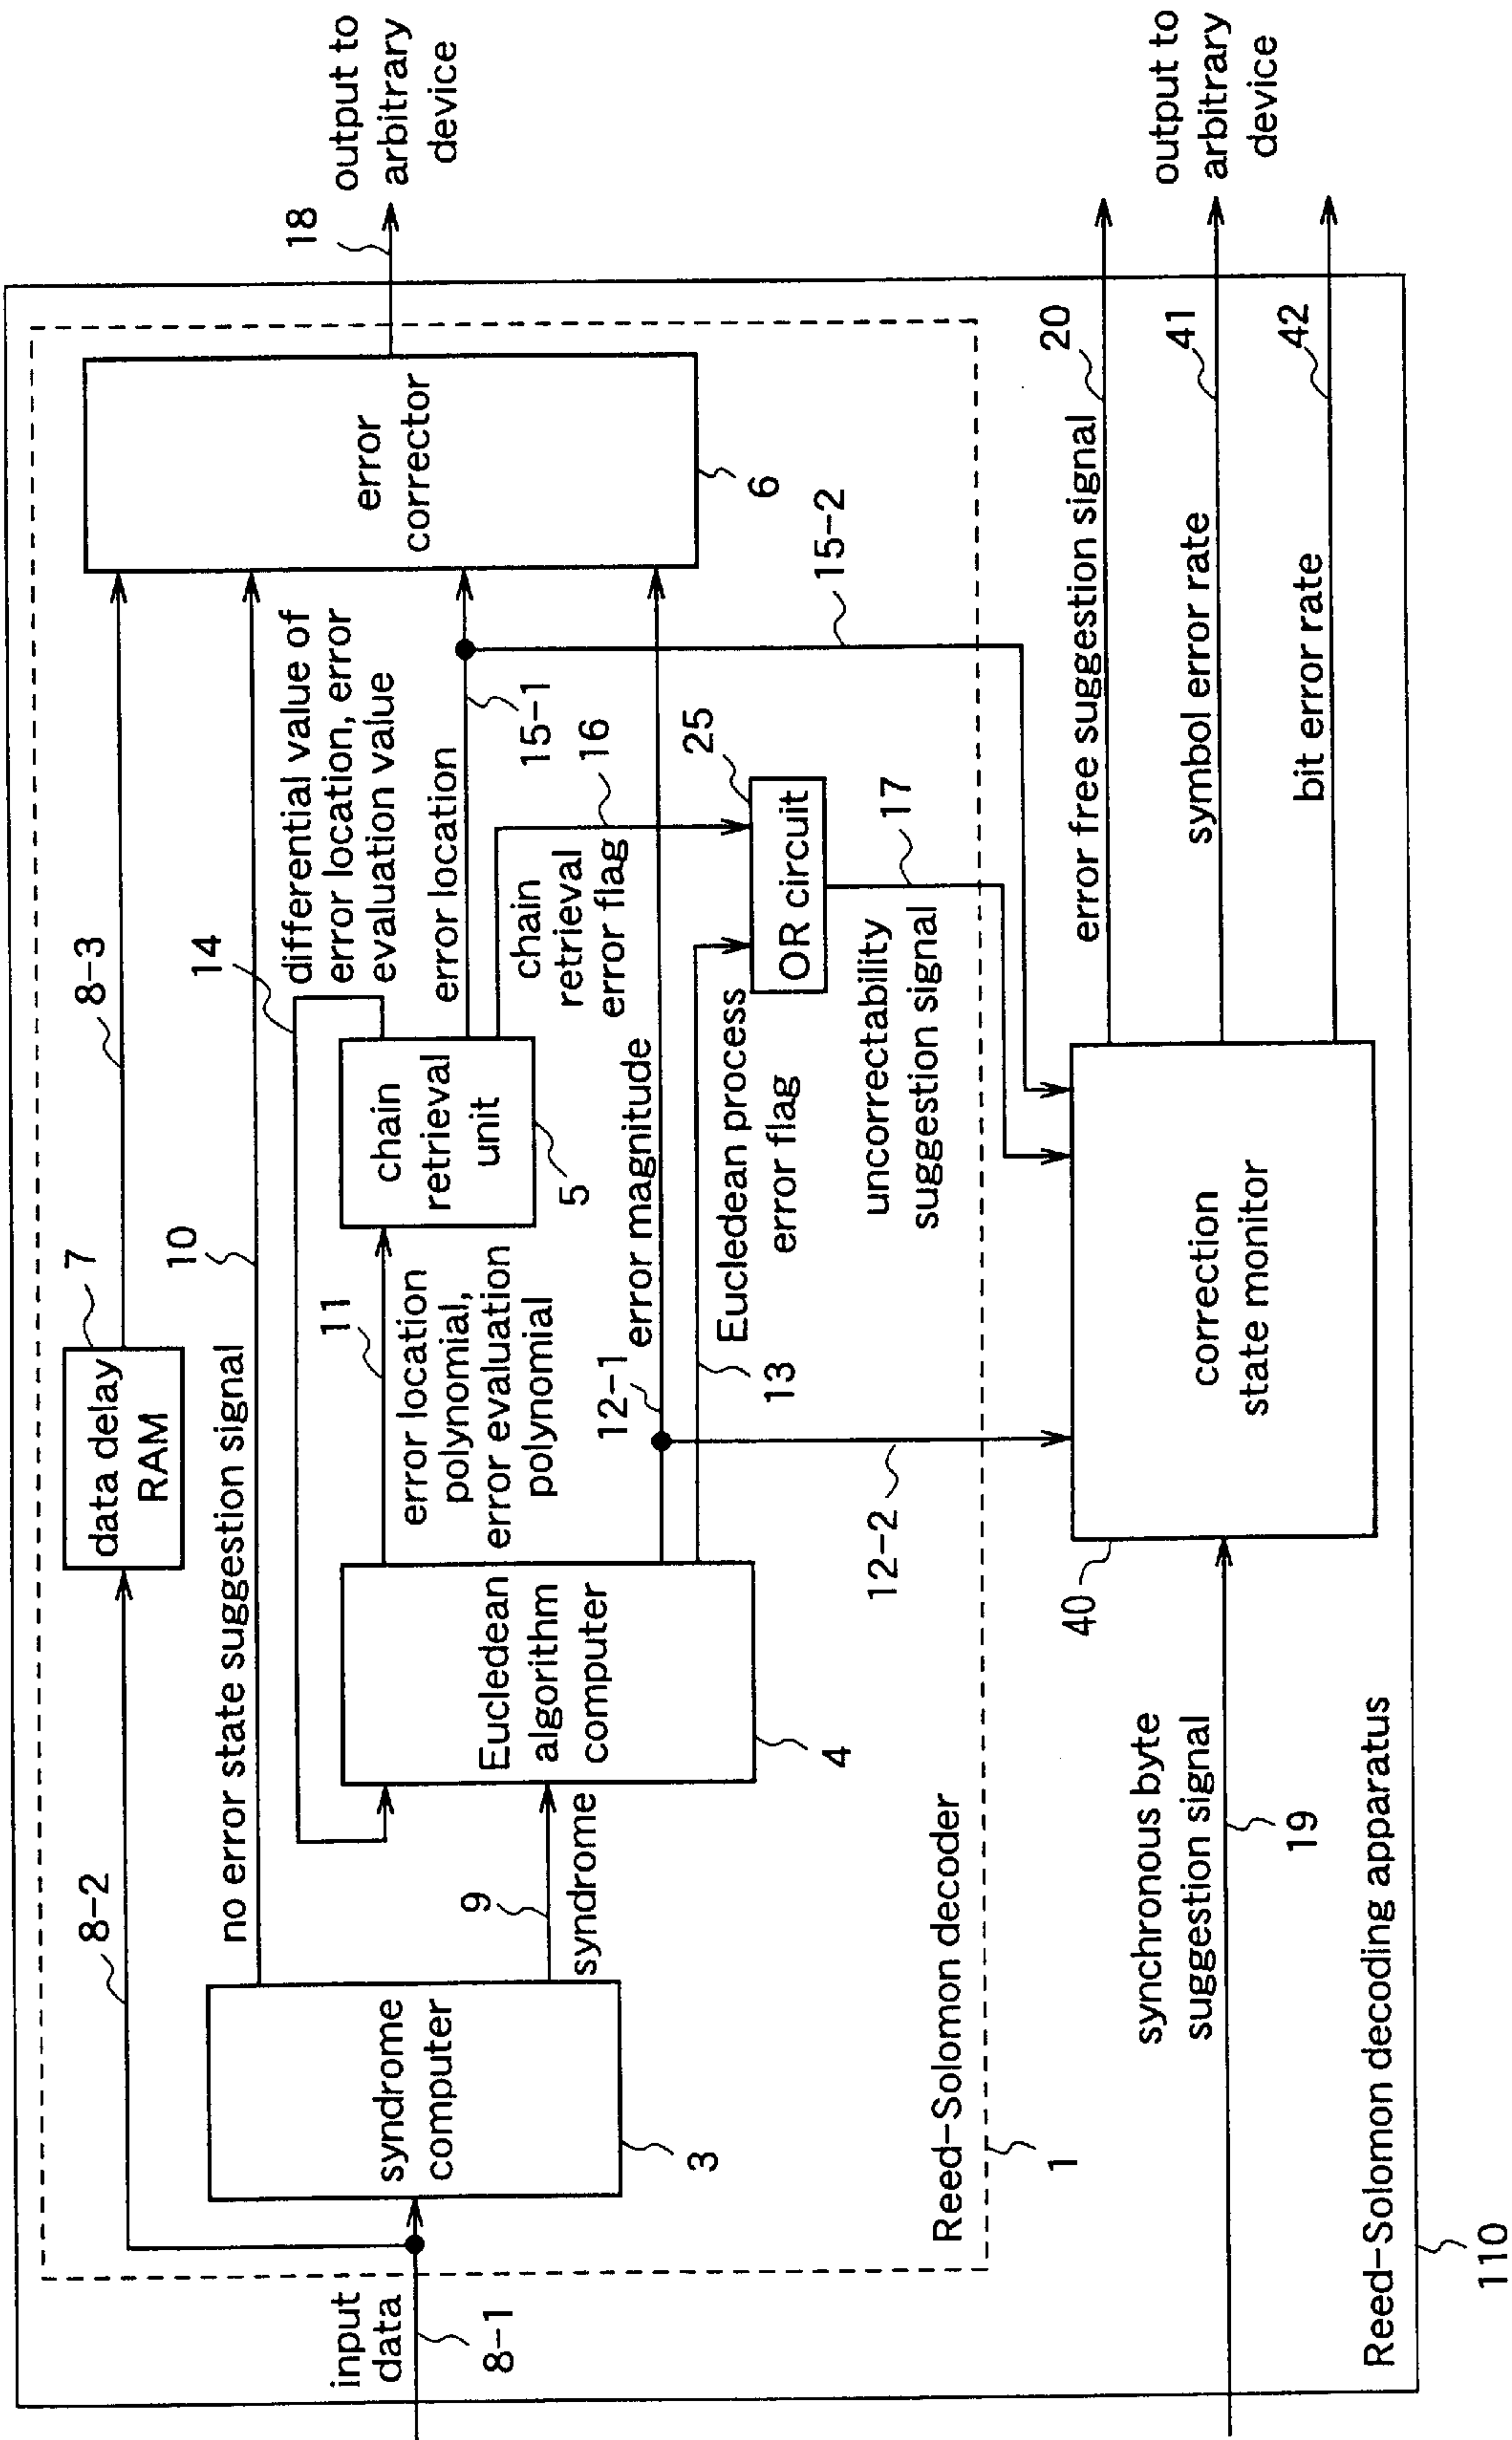 input
data
8-1
8-2
data delay
RAM
7
8-3
syndrome
computer
3
no error state suggestion signal
10
9
syndrome
Eucledean
algorithm
computer
4
14
differential value of
error location, error
evaluation value
11
error location
polynomial,
error evaluation
polynomial
chain
retrieval
unit
5
error location
15-1
chain
retrieval
error flag
16
12-1
error magnitude
13
Eucledean process
error flag
25
OR circuit
17
uncorrectability
suggestion signal
15-2
error
corrector
6
18
output to
arbitrary
device
12-2
Reed-Solomon decoder
1
synchronous byte
suggestion signal
19
40
correction
state monitor
error free suggestion signal
20
symbol error rate
41
bit error rate
42
output to
arbitrary
device
Reed-Solomon decoding apparatus
110